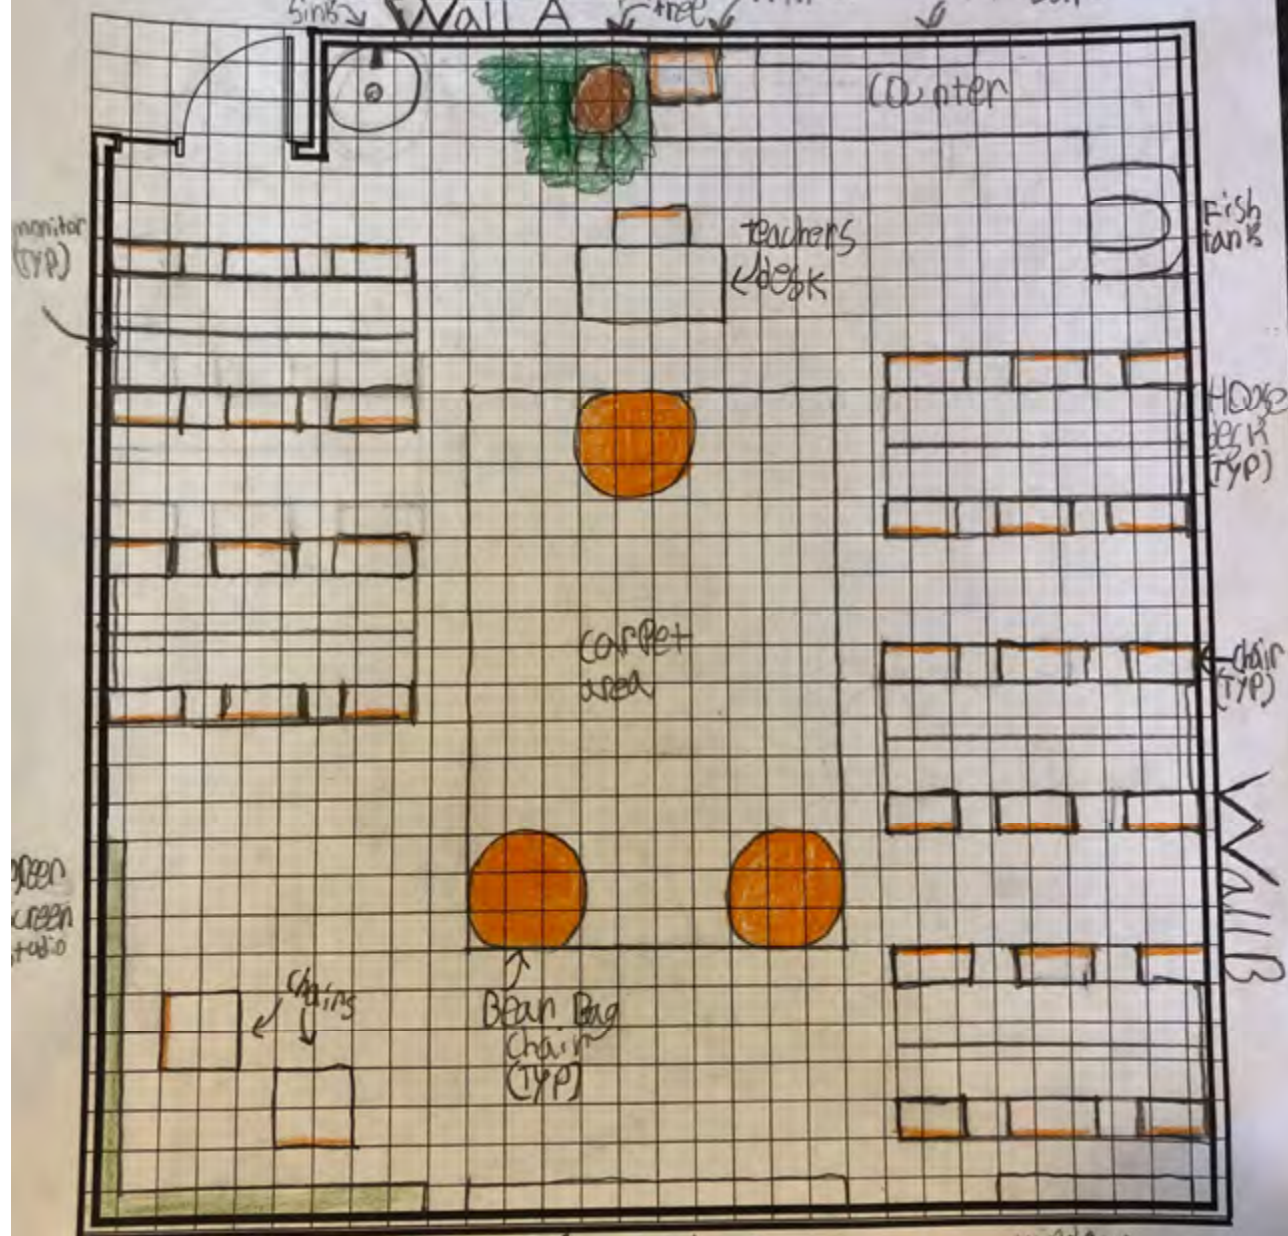 Sink
Wall A
tree
counter
monitor
(TYP)
Fish
tank
teachers
desk
House
desk
(TYP)
carpet
area
chair
(TYP)
Wall B
green
screen
studio
chairs
Bean Bag
chair
(TYP)